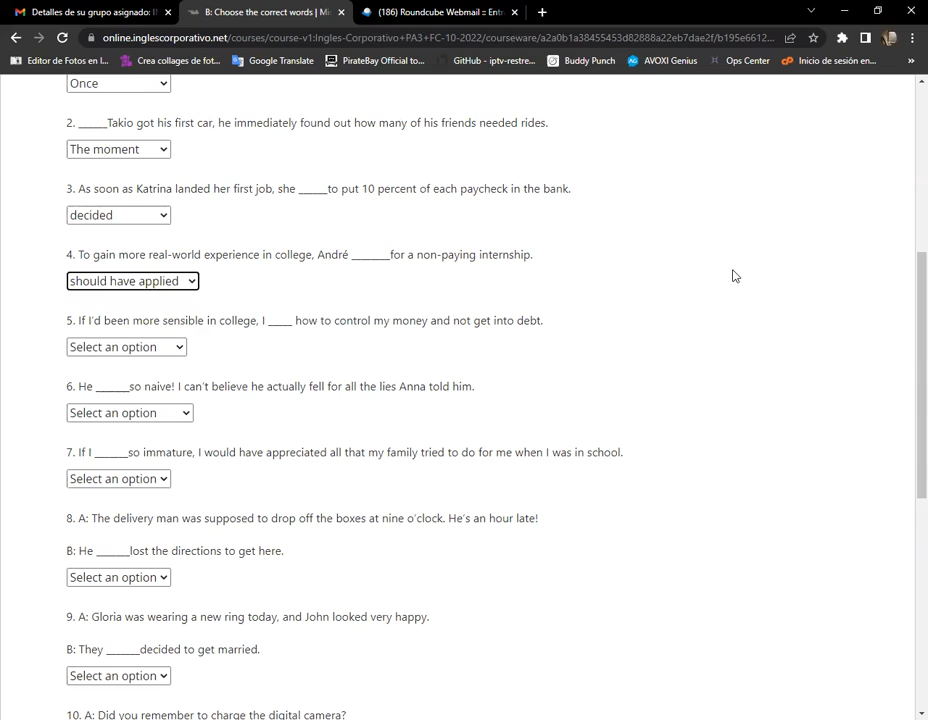 Detalles de su grupo asignado: I
B: Choose the correct words | Mi
(186) Roundcube Webmail :: Entr
online.inglescorporativo.net/courses/course-v1:Ingles-Corporativo+PA3+FC-10-2022/courseware/a2a0b1a38455453d82888a22eb7dae2f/b195e6612...
Editor de Fotos en l...
Crea collages de fot...
Google Translate
PirateBay Official to...
GitHub - iptv-restre...
Buddy Punch
AVOXI Genius
Ops Center
Inicio de sesión en...
»
Once
2. ______Takio got his first car, he immediately found out how many of his friends needed rides.
The moment
3. As soon as Katrina landed her first job, she ______to put 10 percent of each paycheck in the bank.
decided
4. To gain more real-world experience in college, André ________for a non-paying internship.
should have applied
5. If I'd been more sensible in college, I _____ how to control my money and not get into debt.
Select an option
6. He _______so naive! I can't believe he actually fell for all the lies Anna told him.
Select an option
7. If I _______so immature, I would have appreciated all that my family tried to do for me when I was in school.
Select an option
8. A: The delivery man was supposed to drop off the boxes at nine o'clock. He's an hour late!
B: He _______lost the directions to get here.
Select an option
9. A: Gloria was wearing a new ring today, and John looked very happy.
B: They _______decided to get married.
Select an option
10. A: Did you remember to charge the digital camera?